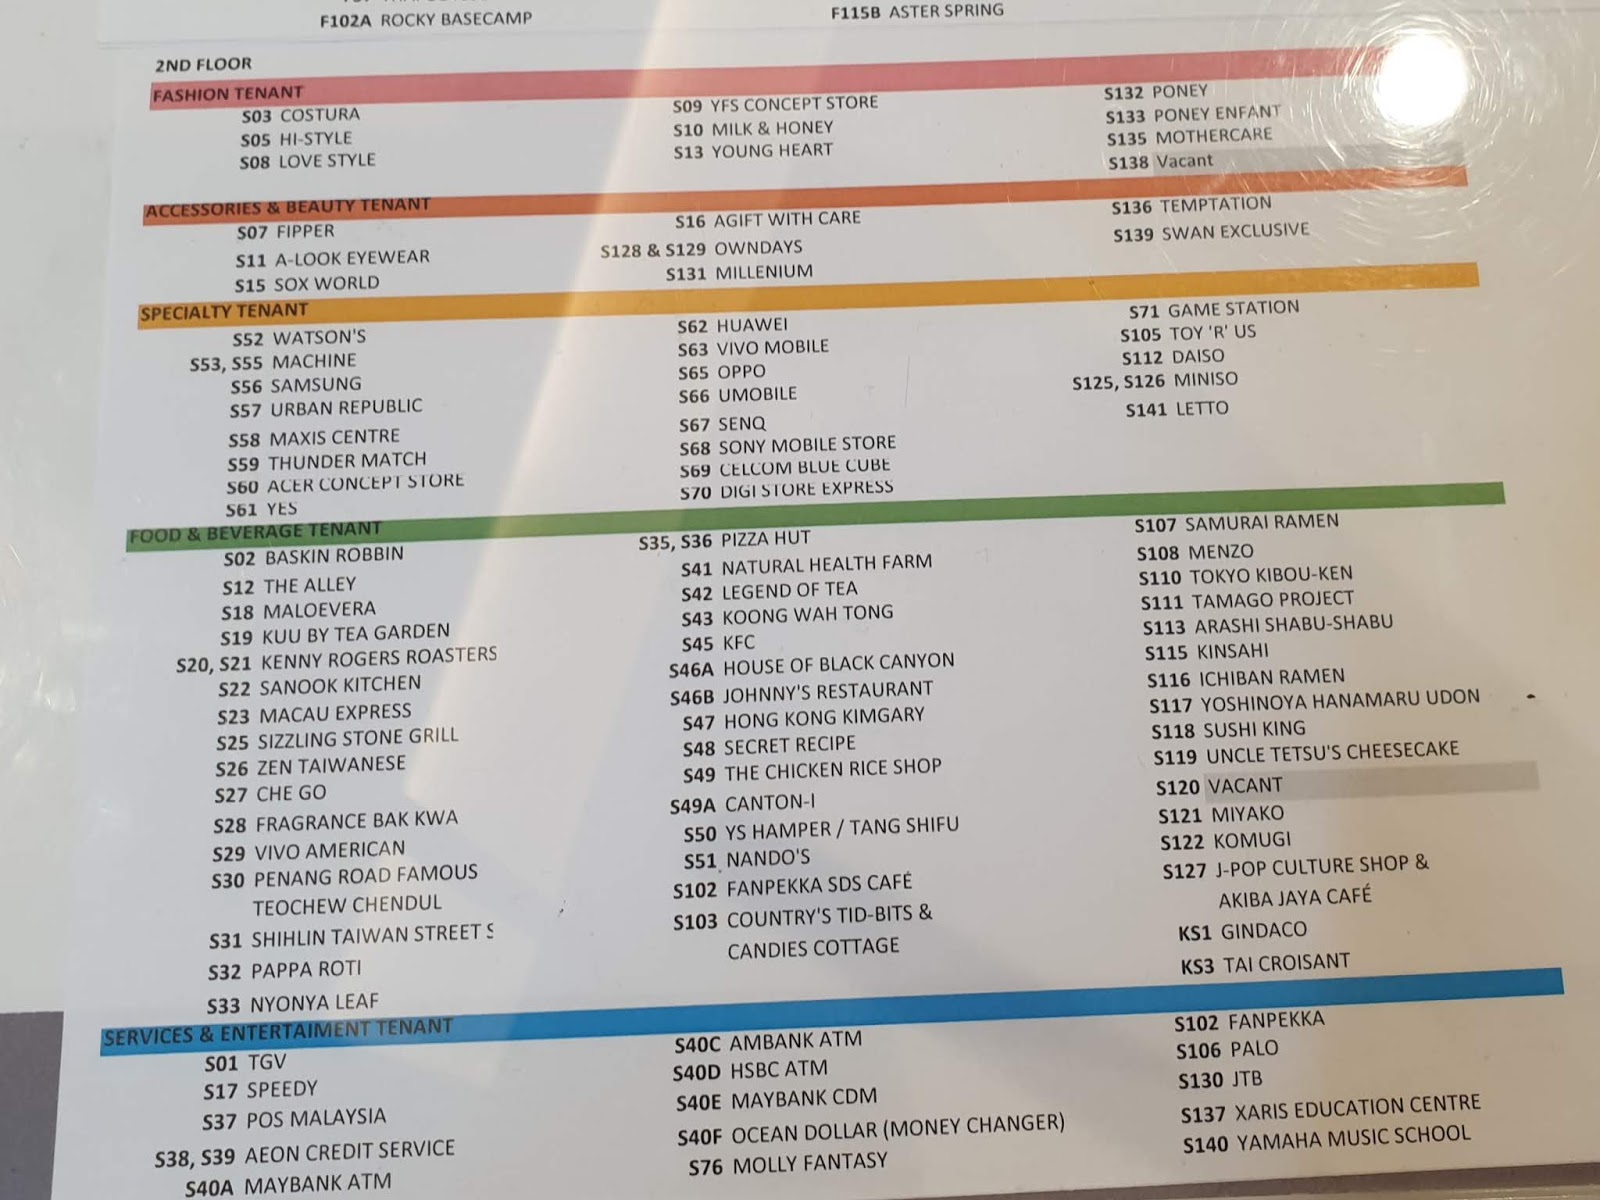 F102A ROCKY BASECAMP
F115B ASTER SPRING
2ND FLOOR
FASHION TENANT
S03 COSTURA
S05 HI-STYLE
S08 LOVE STYLE
S09 YFS CONCEPT STORE
S10 MILK & HONEY
S13 YOUNG HEART
S132 PONEY
S133 PONEY ENFANT
S135 MOTHERCARE
S138 Vacant
ACCESSORIES & BEAUTY TENANT
S07 FIPPER
S11 A-LOOK EYEWEAR
S15 SOX WORLD
S16 AGIFT WITH CARE
S128 & S129 OWNDAYS
S131 MILLENIUM
S136 TEMPTATION
S139 SWAN EXCLUSIVE
SPECIALTY TENANT
S52 WATSON'S
S53, S55 MACHINE
S56 SAMSUNG
S57 URBAN REPUBLIC
S58 MAXIS CENTRE
S59 THUNDER MATCH
S60 ACER CONCEPT STORE
S61 YES
S62 HUAWEI
S63 VIVO MOBILE
S65 OPPO
S66 UMOBILE
S67 SENQ
S68 SONY MOBILE STORE
S69 CELCOM BLUE CUBE
S70 DIGI STORE EXPRESS
S71 GAME STATION
S105 TOY 'R' US
S112 DAISO
S125, S126 MINISO
S141 LETTO
FOOD & BEVERAGE TENANT
S02 BASKIN ROBBIN
S12 THE ALLEY
S18 MALOEVERA
S19 KUU BY TEA GARDEN
S20, S21 KENNY ROGERS ROASTERS
S22 SANOOK KITCHEN
S23 MACAU EXPRESS
S25 SIZZLING STONE GRILL
S26 ZEN TAIWANESE
S27 CHE GO
S28 FRAGRANCE BAK KWA
S29 VIVO AMERICAN
S30 PENANG ROAD FAMOUS
TEOCHEW CHENDUL
S31 SHIHLIN TAIWAN STREET S
S32 PAPPA ROTI
S33 NYONYA LEAF
S35, S36 PIZZA HUT
S41 NATURAL HEALTH FARM
S42 LEGEND OF TEA
S43 KOONG WAH TONG
S45 KFC
S46A HOUSE OF BLACK CANYON
S46B JOHNNY'S RESTAURANT
S47 HONG KONG KIMGARY
S48 SECRET RECIPE
S49 THE CHICKEN RICE SHOP
S49A CANTON-I
S50 YS HAMPER / TANG SHIFU
S51 NANDO'S
S102 FANPEKKA SDS CAFÉ
S103 COUNTRY'S TID-BITS &
CANDIES COTTAGE
S107 SAMURAI RAMEN
S108 MENZO
S110 TOKYO KIBOU-KEN
S111 TAMAGO PROJECT
S113 ARASHI SHABU-SHABU
S115 KINSAHI
S116 ICHIBAN RAMEN
S117 YOSHINOYA HANAMARU UDON
S118 SUSHI KING
S119 UNCLE TETSU'S CHEESECAKE
S120 VACANT
S121 MIYAKO
S122 KOMUGI
S127 J-POP CULTURE SHOP &
AKIBA JAYA CAFÉ
KS1 GINDACO
KS3 TAI CROISANT
SERVICES & ENTERTAIMENT TENANT
S01 TGV
S17 SPEEDY
S37 POS MALAYSIA
S38, S39 AEON CREDIT SERVICE
S40A MAYBANK ATM
S40C AMBANK ATM
S40D HSBC ATM
S40E MAYBANK CDM
S40F OCEAN DOLLAR (MONEY CHANGER)
S76 MOLLY FANTASY
S102 FANPEKKA
S106 PALO
S130 JTB
S137 XARIS EDUCATION CENTRE
S140 YAMAHA MUSIC SCHOOL